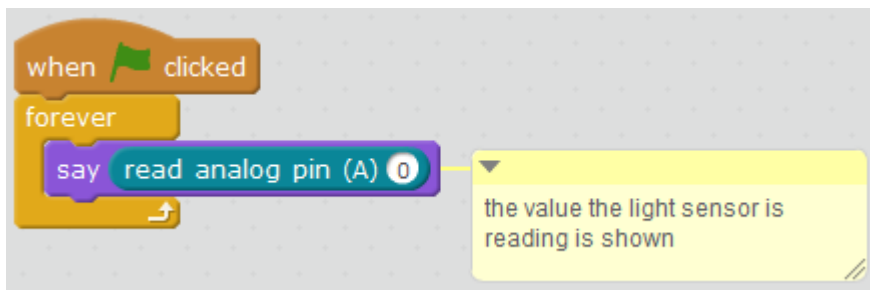 when clicked
forever
say read analog pin (A) 0
the value the light sensor is
reading is shown